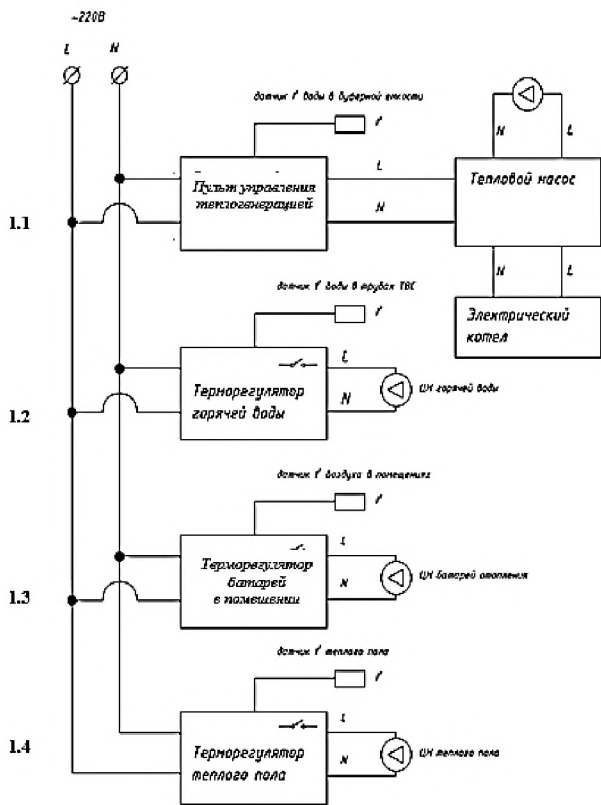 ~220В
L
N
датчик t° воды в буферной емкости
t°
L
N
Пульт управления
теплогенерацией
1.1
N
L
Тепловой насос
N
L
Электрический
котел
датчик t° воды в трубах ГВС
t°
L
N
Терморегулятор
горячей воды
ЦН горячей воды
1.2
датчик t° воздуха в помещениях
t°
L
N
Терморегулятор
батарей
в помещении
ЦН батарей отопления
1.3
датчик t° теплого пола
t°
L
N
Терморегулятор
теплого пола
ЦН теплого пола
1.4